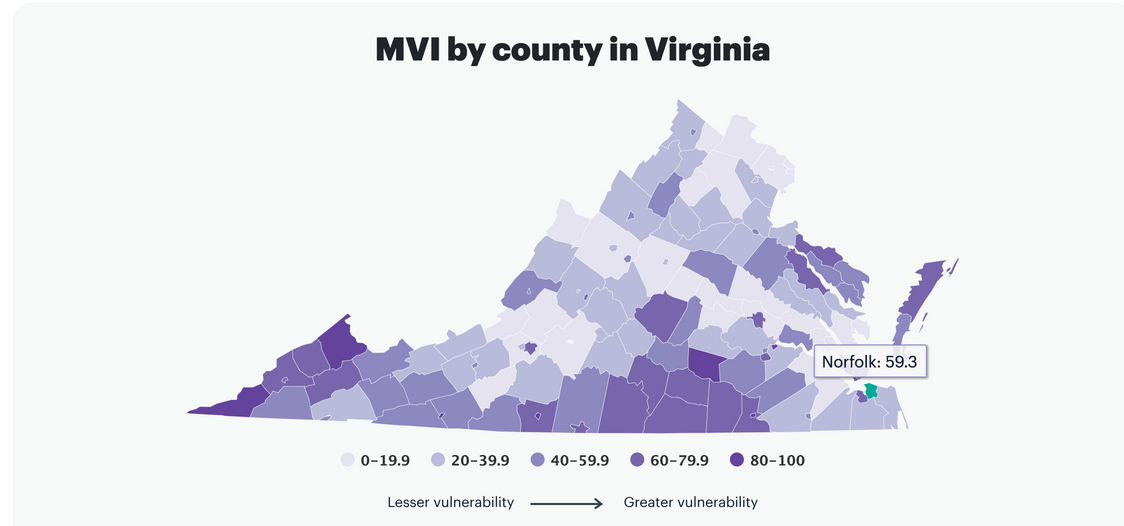 MVI by county in Virginia
Norfolk: 59.3
0–19.9 20–39.9 40–59.9 60–79.9 80–100
Lesser vulnerability Greater vulnerability